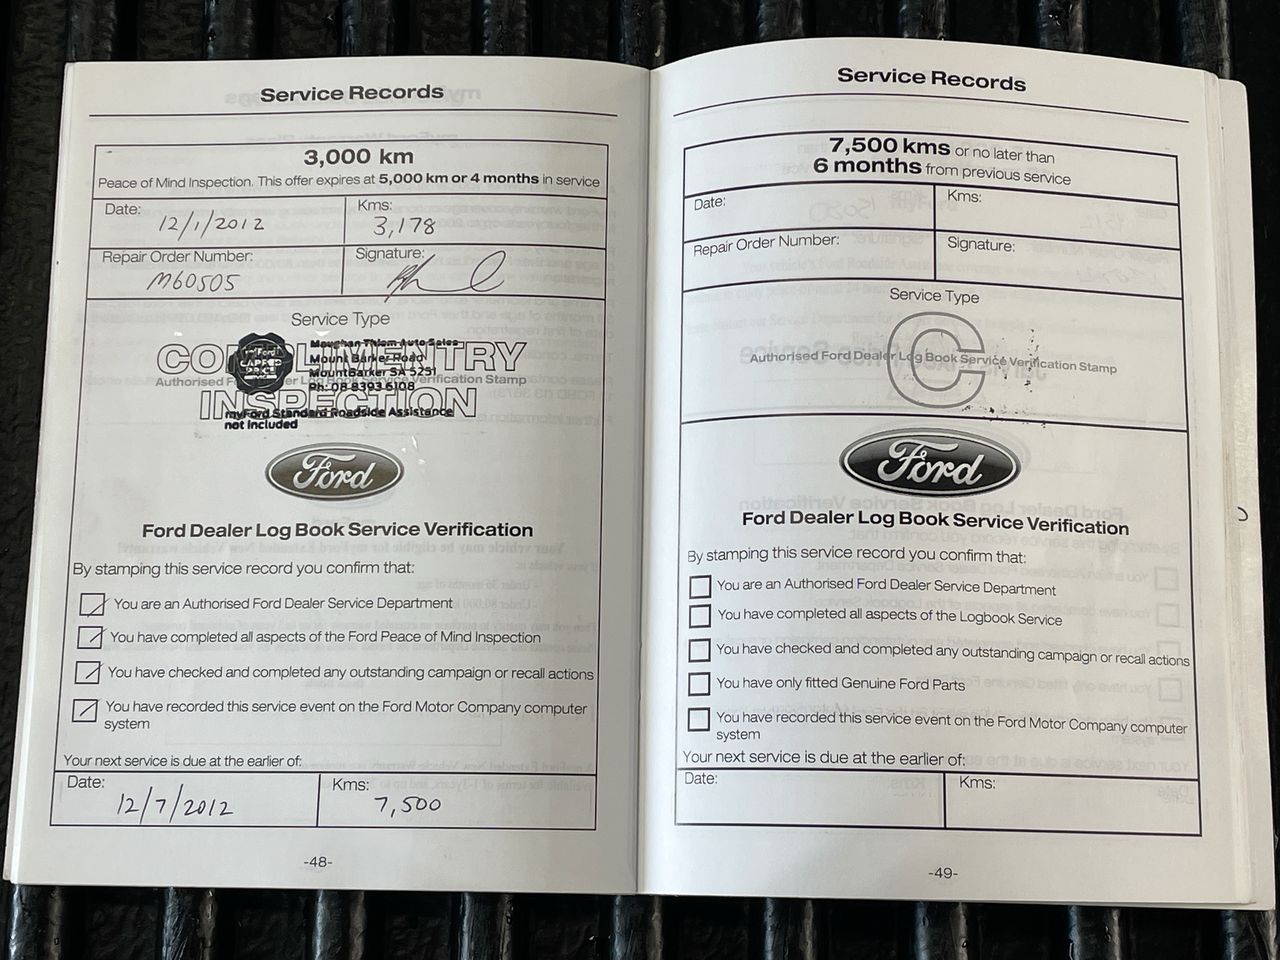 Service Records
3,000 km
Peace of Mind Inspection. This offer expires at 5,000 km or 4 months in service
Date: 12/1/2012
Kms: 3,178
Repair Order Number: M60505
Signature:
Service Type
COMPLIMENTRY
INSPECTION
Authorised Ford Dealer Log Book Service Verification Stamp
myFord
CAPPED
PRICE
Maughan Thiem Auto Sales
Mount Barker Road
Mount Barker SA 5251
Ph: 08 8393 6108
myFord Standard Roadside Assistance
not included
Ford
Ford Dealer Log Book Service Verification
By stamping this service record you confirm that:
You are an Authorised Ford Dealer Service Department
You have completed all aspects of the Ford Peace of Mind Inspection
You have checked and completed any outstanding campaign or recall actions
You have recorded this service event on the Ford Motor Company computer
system
Your next service is due at the earlier of:
Date: 12/7/2012
Kms: 7,500
-48-
Service Records
7,500 kms or no later than
6 months from previous service
Date:
Kms:
Repair Order Number:
Signature:
Service Type
C
Authorised Ford Dealer Log Book Service Verification Stamp
Ford
Ford Dealer Log Book Service Verification
By stamping this service record you confirm that:
You are an Authorised Ford Dealer Service Department
You have completed all aspects of the Logbook Service
You have checked and completed any outstanding campaign or recall actions
You have only fitted Genuine Ford Parts
You have recorded this service event on the Ford Motor Company computer
system
Your next service is due at the earlier of:
Date:
Kms:
-49-